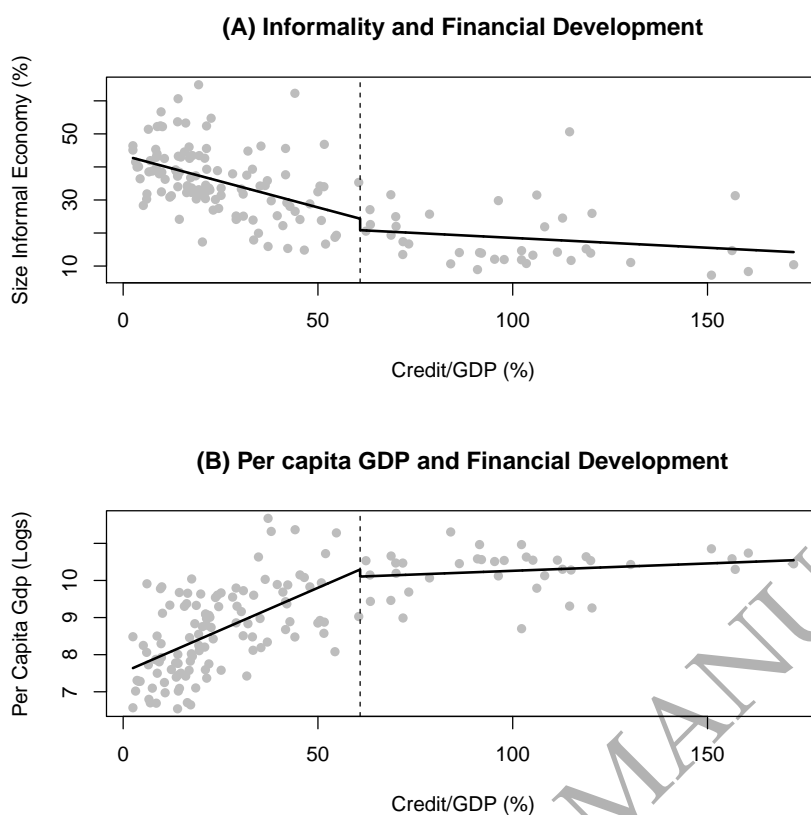 (A) Informality and Financial Development
Size Informal Economy (%)
50
30
10
0 50 100 150
Credit/GDP (%)
(B) Per capita GDP and Financial Development
Per Capita Gdp (Logs)
10
9
8
7
0 50 100 150
Credit/GDP (%)
MANU